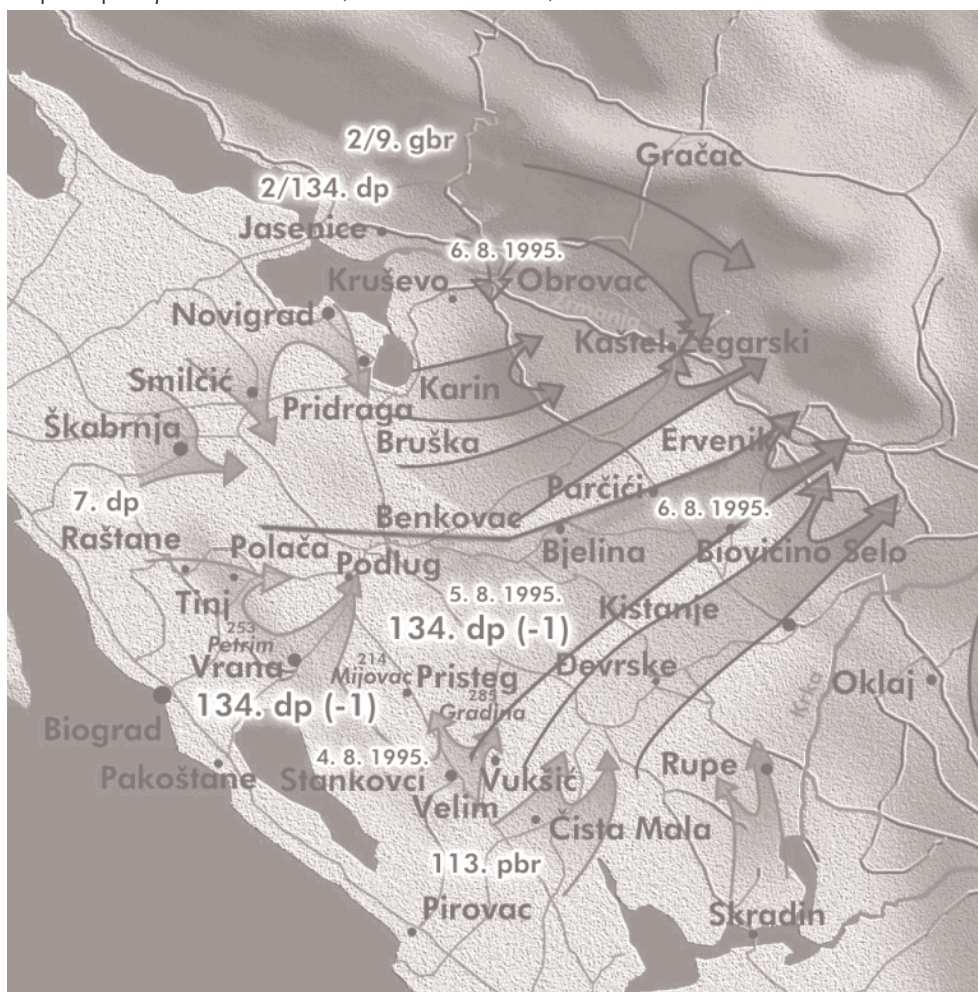 2/9. gbr
Gračac
2/134. dp
Jasenice
6. 8. 1995.
Kruševo
Obrovac
Novigrad
Kaštel Žegarski
Smilčić
Karin
Pridraga
Škabrnja
Bruška
Ervenik
Parčići
7. dp
Benkovac
6. 8. 1995.
Raštane
Polača
Bjelina
Biovičino Selo
Podlug
Tinj
5. 8. 1995.
Kistanje
134. dp (-1)
253
Petrim
Vrana
214
Mijovac
Pristeg
Đevrske
285
Gradina
Oklaj
Krka
134. dp (-1)
Biograd
4. 8. 1995.
Pakoštane
Stankovci
Vukšić
Rupe
Velim
Čista Mala
113. pbr
Pirovac
Skradin